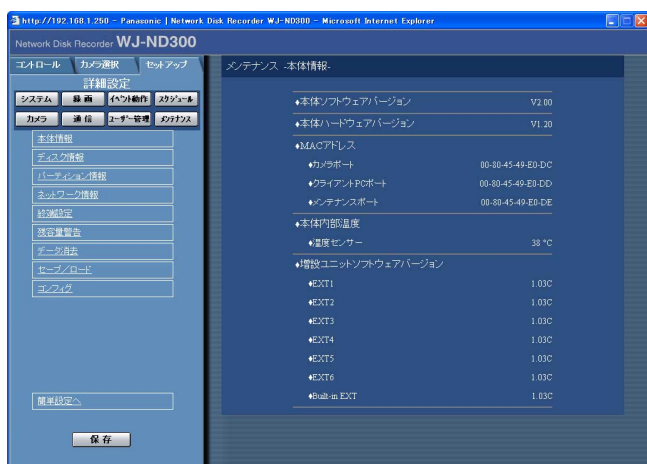 http://192.168.1.250 - Panasonic | Network Disk Recorder WJ-ND300 - Microsoft Internet Explorer
Network Disk Recorder WJ-ND300
コントロール カメラ選択 セットアップ
詳細設定
システム 録画 イベント動作 スケジュール
カメラ 通信 ユーザー管理 メンテナンス
本体情報
ディスク情報
パーティション情報
ネットワーク情報
終端設定
残容量警告
データ消去
セーブ/ロード
コンフィグ
簡単設定へ
保存
メンテナンス -本体情報-
♦本体ソフトウェアバージョン V2.00
♦本体ハードウェアバージョン V1.20
♦MACアドレス
♦カメラポート 00-80-45-49-E0-DC
♦クライアントPCポート 00-80-45-49-E0-DD
♦メンテナンスポート 00-80-45-49-E0-DE
♦本体内部温度
♦温度センサー 38 °C
♦増設ユニットソフトウェアバージョン
♦EXT1 1.03C
♦EXT2 1.03C
♦EXT3 1.03C
♦EXT4 1.03C
♦EXT5 1.03C
♦EXT6 1.03C
♦Built-in EXT 1.03C